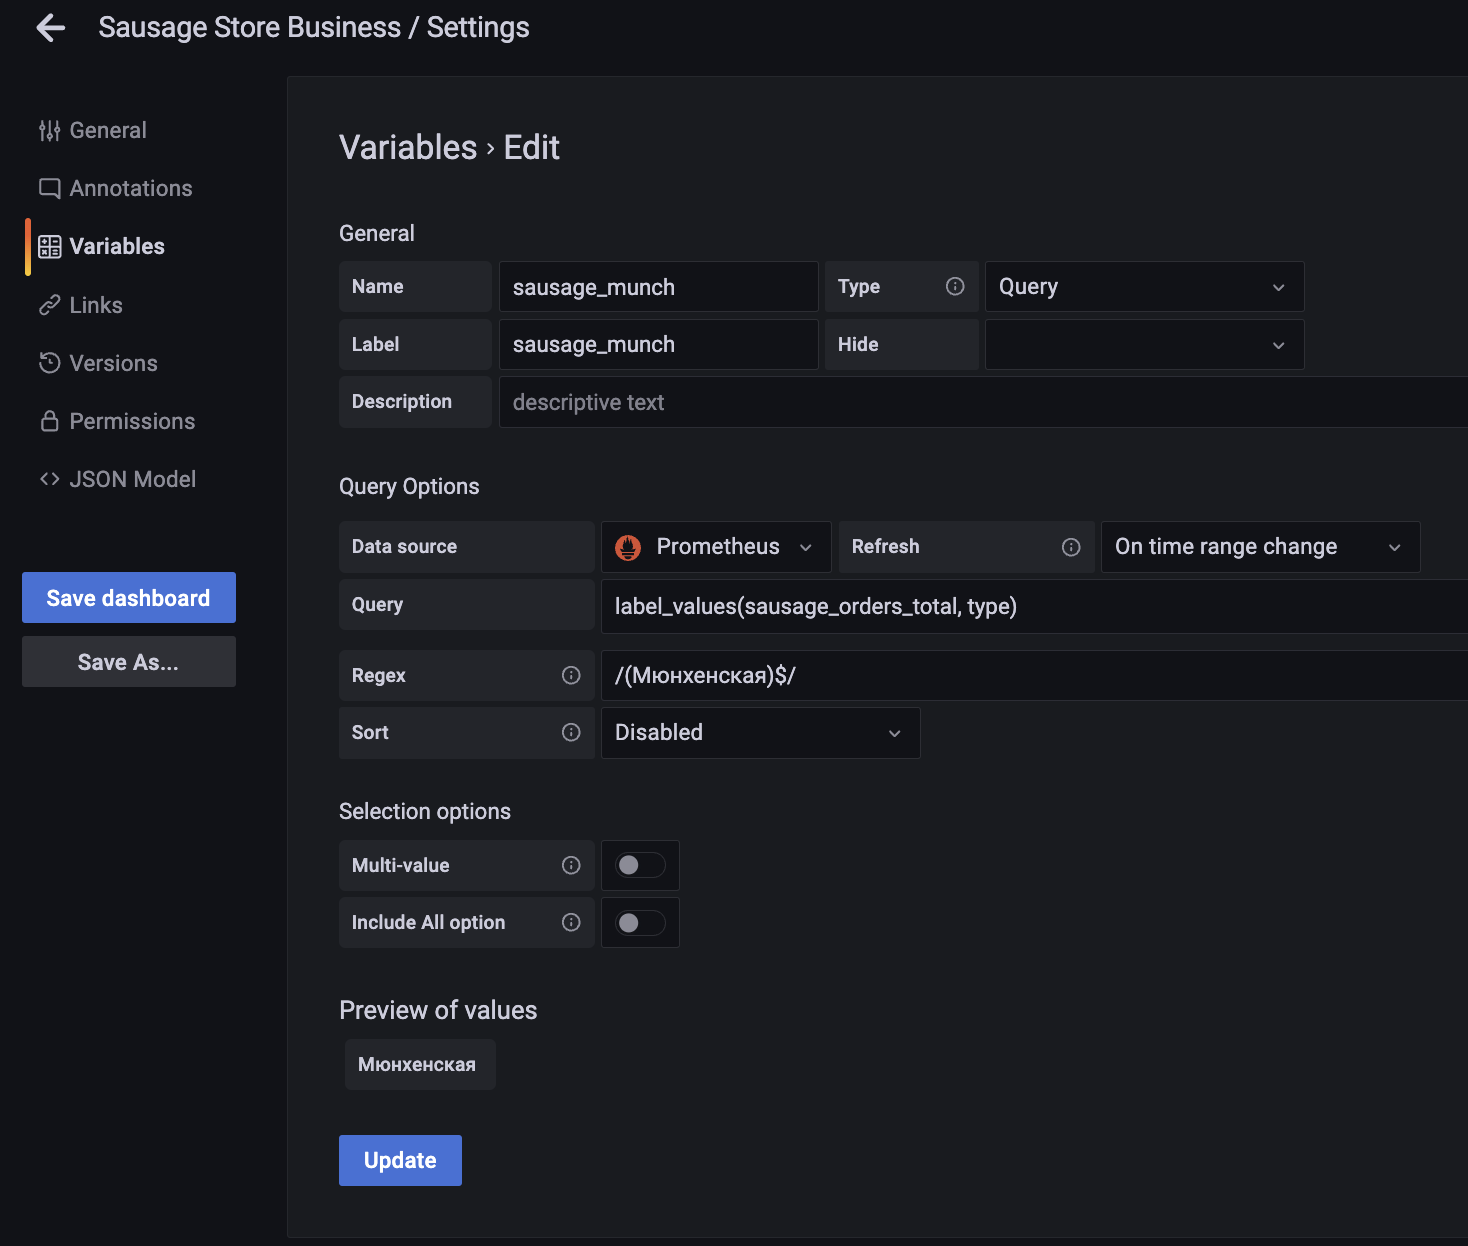 Sausage Store Business / Settings
General
Annotations
Variables
Links
Versions
Permissions
JSON Model
Save dashboard
Save As...
Variables › Edit
General
Name sausage_munch Type Query
Label sausage_munch Hide
Description descriptive text
Query Options
Data source Prometheus Refresh On time range change
Query label_values(sausage_orders_total, type)
Regex /(Мюнхенская)$/
Sort Disabled
Selection options
Multi-value
Include All option
Preview of values
Мюнхенская
Update